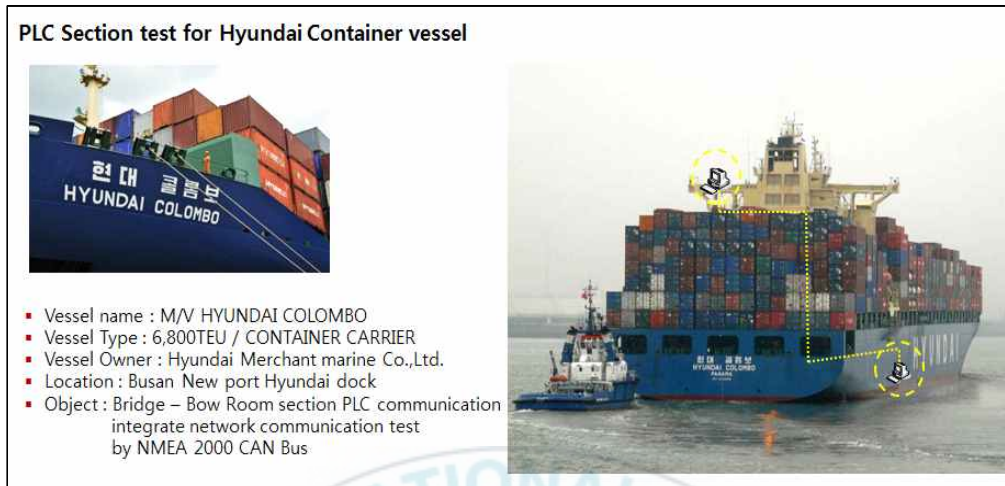 PLC Section test for Hyundai Container vessel
현대 콜롬보
HYUNDAI COLOMBO
▪ Vessel name : M/V HYUNDAI COLOMBO
▪ Vessel Type : 6,800TEU / CONTAINER CARRIER
▪ Vessel Owner : Hyundai Merchant marine Co.,Ltd.
▪ Location : Busan New port Hyundai dock
▪ Object : Bridge – Bow Room section PLC communication
integrate network communication test
by NMEA 2000 CAN Bus
현대 콜롬보
HYUNDAI COLOMBO
PANAMA
HYUNDAI
ATIONA